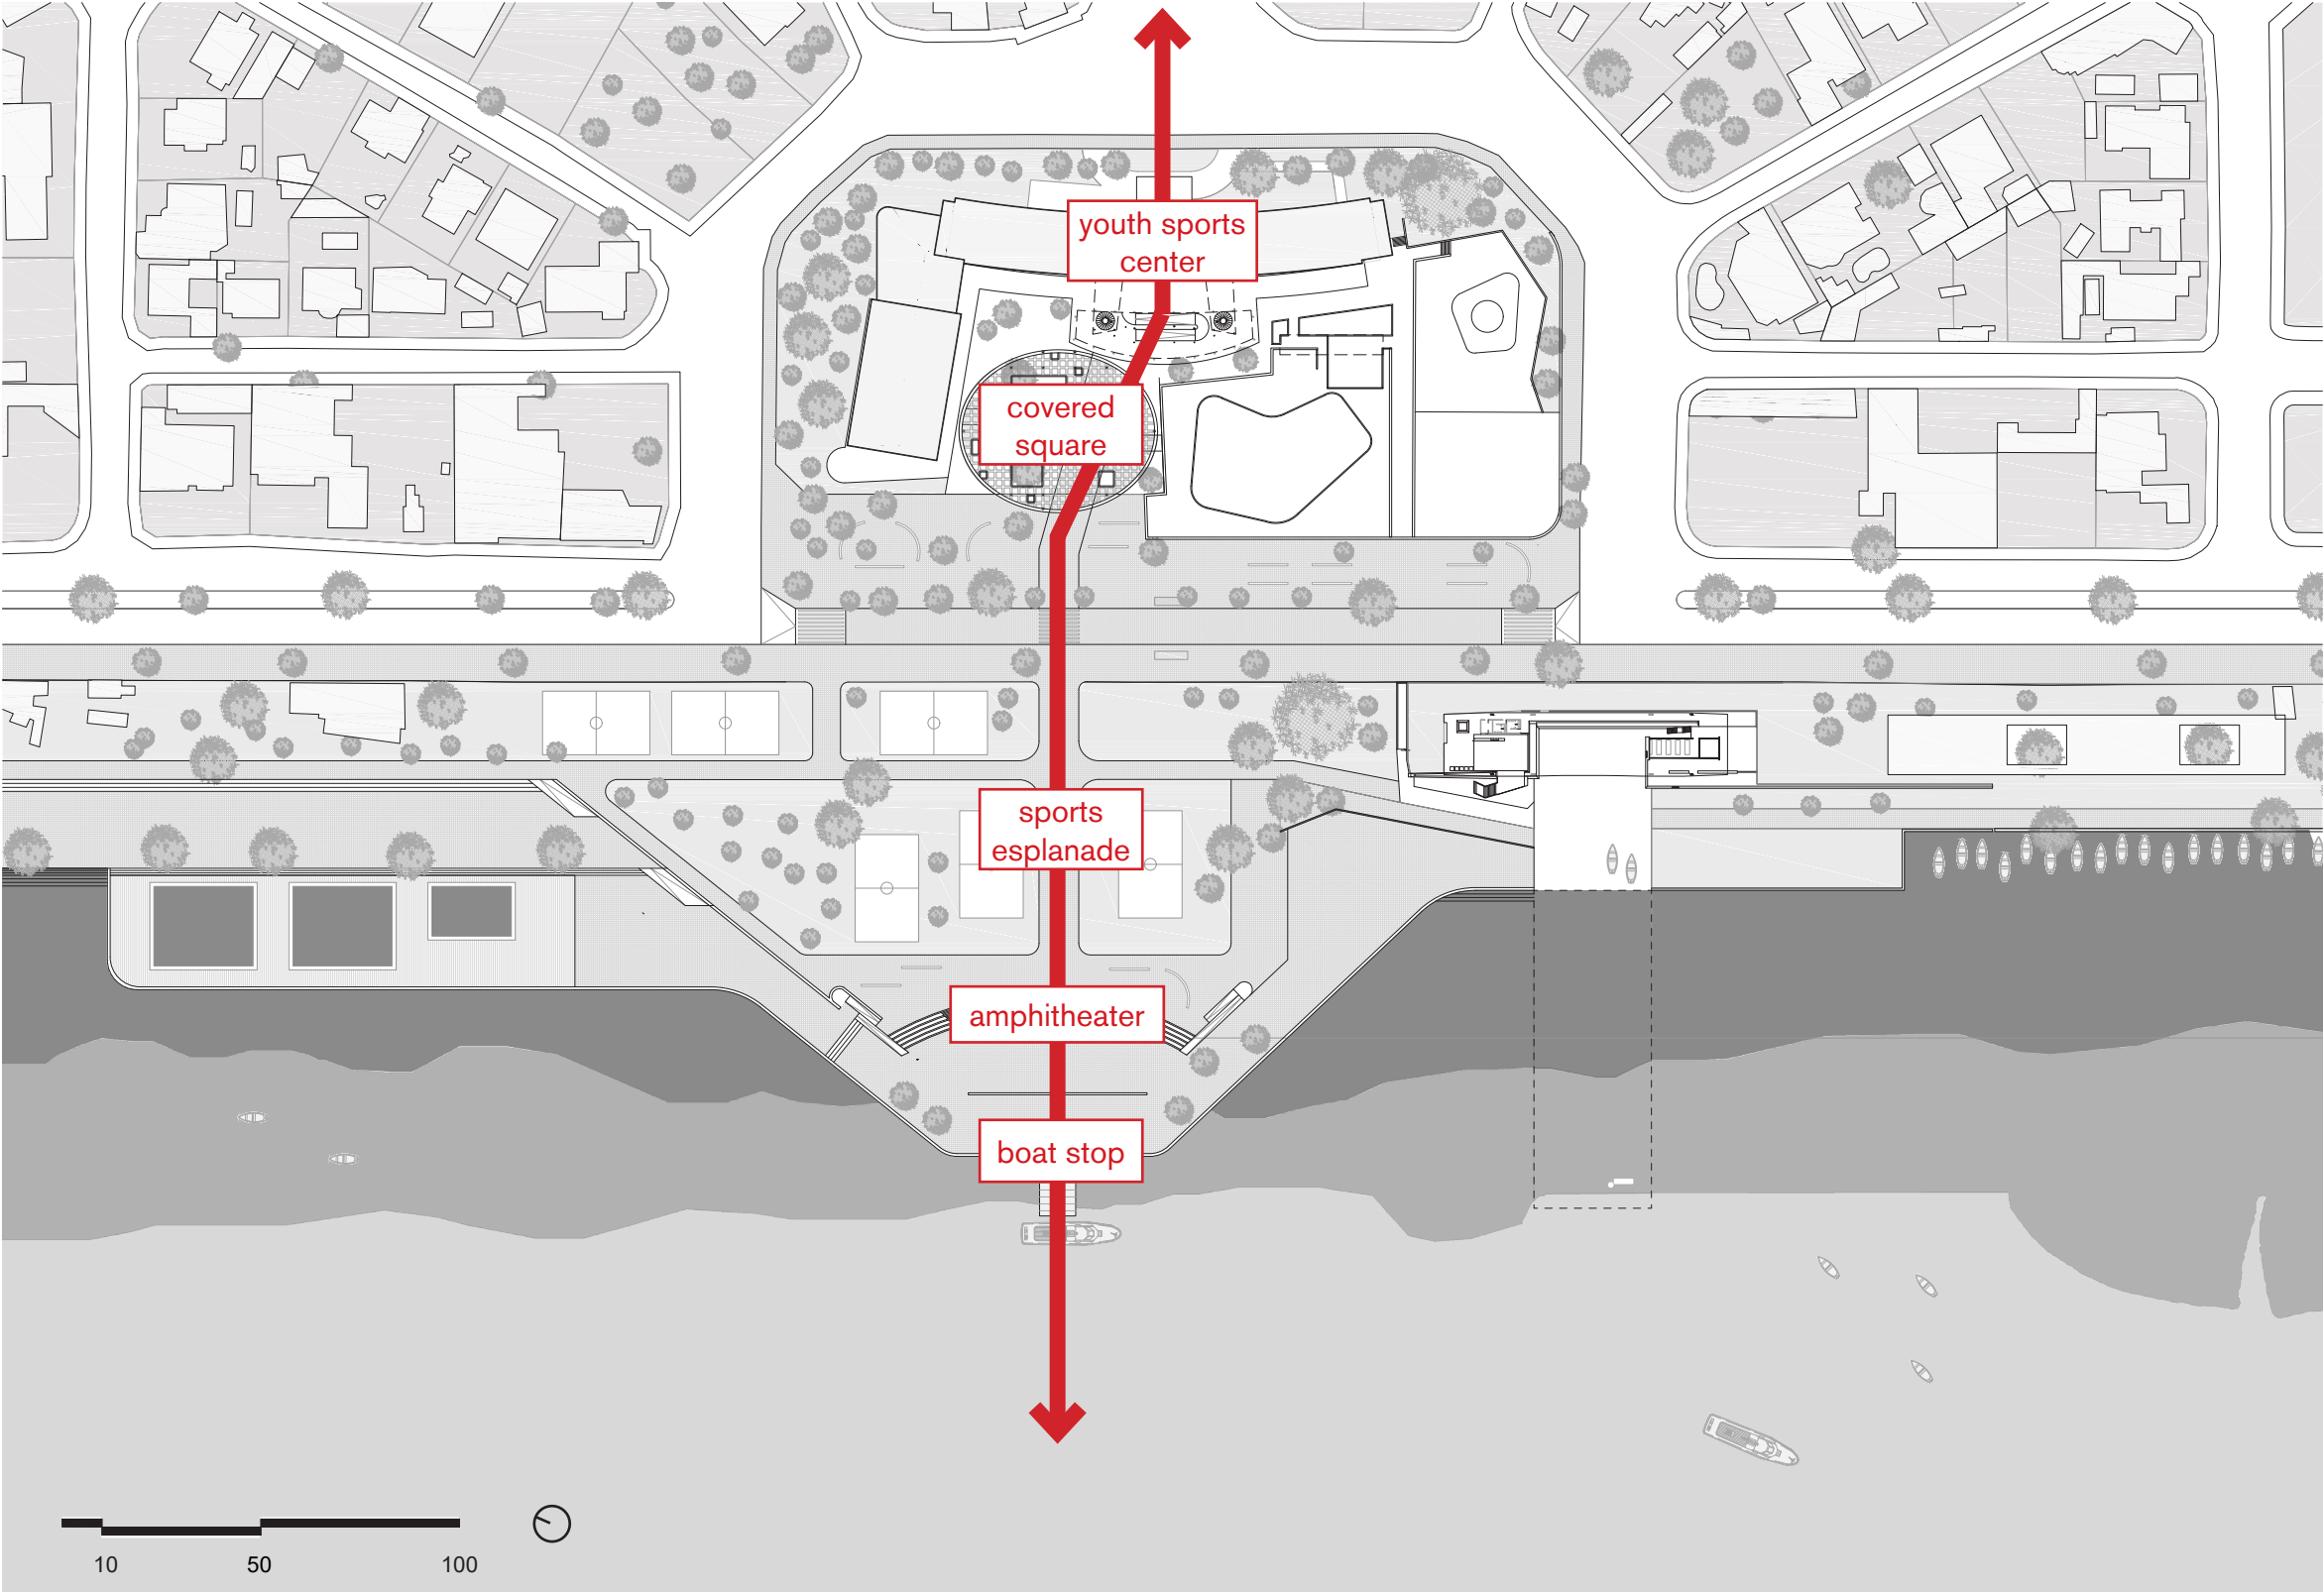 youth sports
center
covered
square
sports
esplanade
amphitheater
boat stop
10 50 100